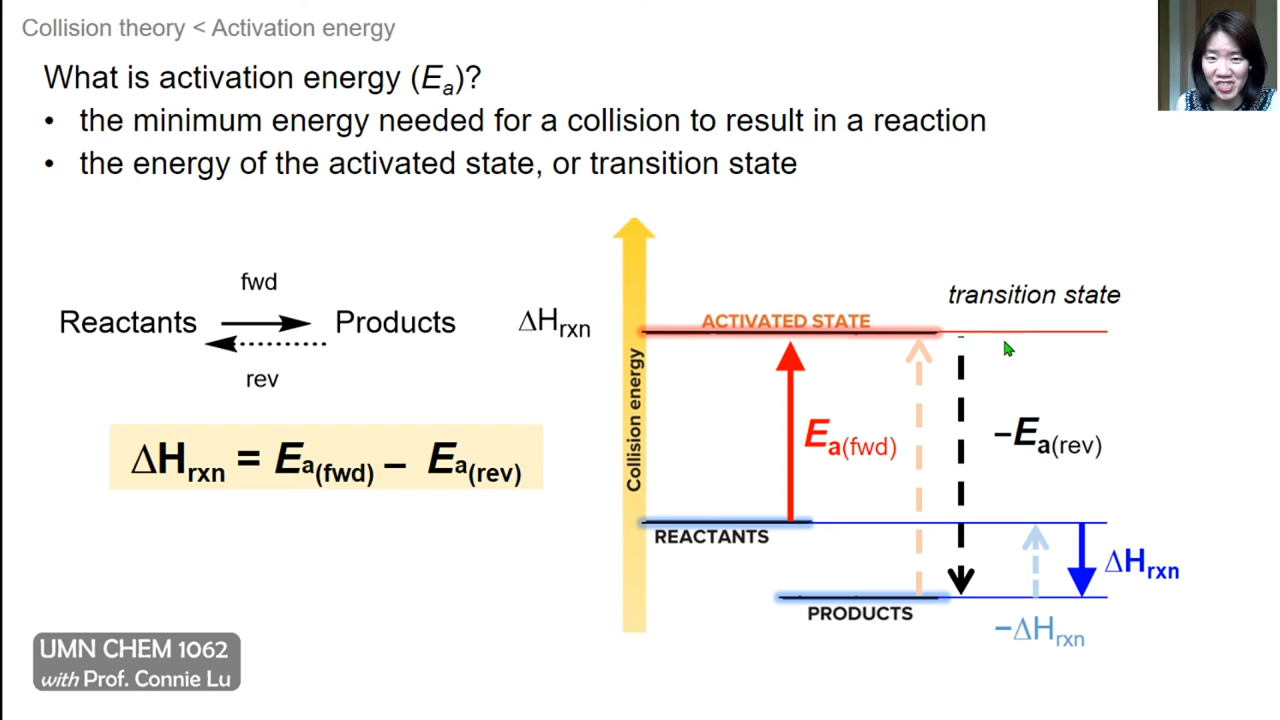 Collision theory < Activation energy
What is activation energy (Ea)?
• the minimum energy needed for a collision to result in a reaction
• the energy of the activated state, or transition state
fwd
Reactants Products ΔHrxn
rev
ΔHrxn = Ea(fwd) – Ea(rev)
Collision energy
transition state
ACTIVATED STATE
Ea(fwd)
–Ea(rev)
REACTANTS
ΔHrxn
PRODUCTS
–ΔHrxn
UMN CHEM 1062
with Prof. Connie Lu